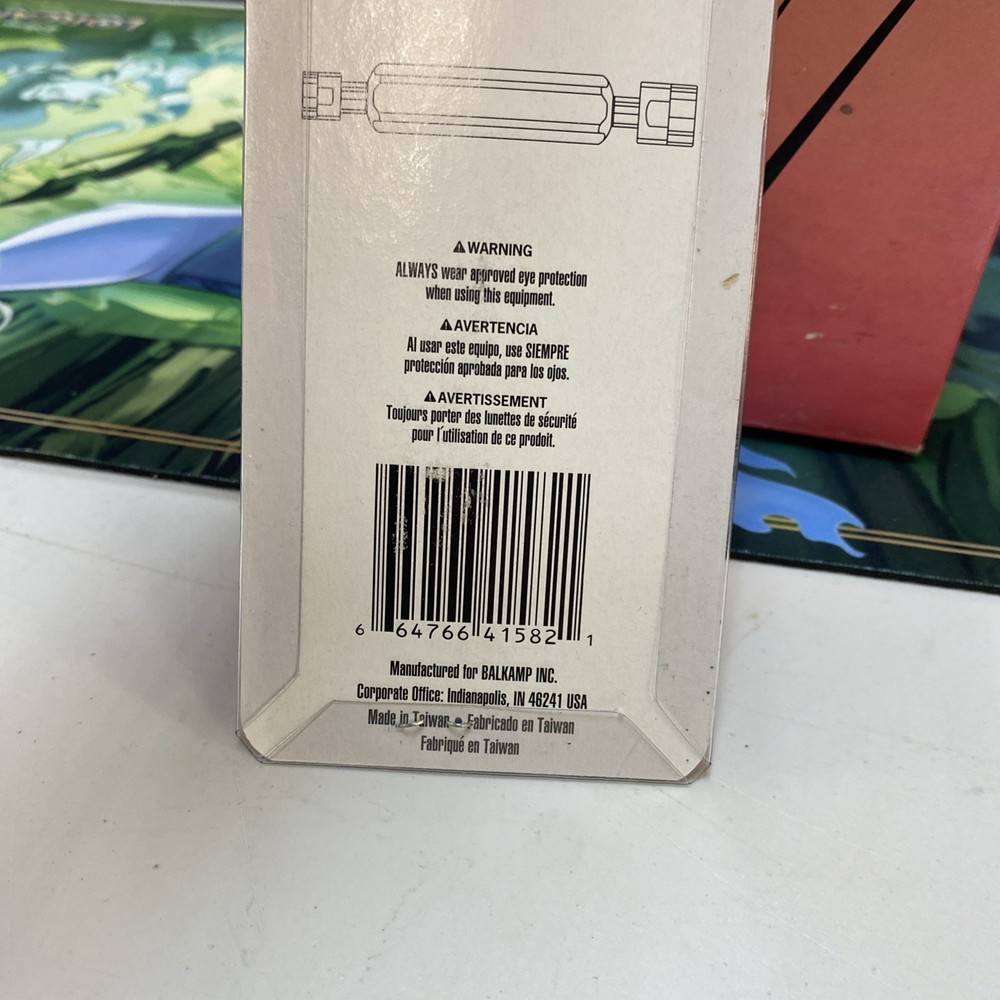 ⚠ WARNING
ALWAYS wear approved eye protection
when using this equipment.
⚠ AVERTENCIA
Al usar este equipo, use SIEMPRE
protección aprobada para los ojos.
⚠ AVERTISSEMENT
Toujours porter des lunettes de sécurité
pour l'utilisation de ce prodoit.
6 64766 41582 1
Manufactured for BALKAMP INC.
Corporate Office: Indianapolis, IN 46241 USA
Made in Taiwan • Fabricado en Taiwan
Fabriqué en Taiwan